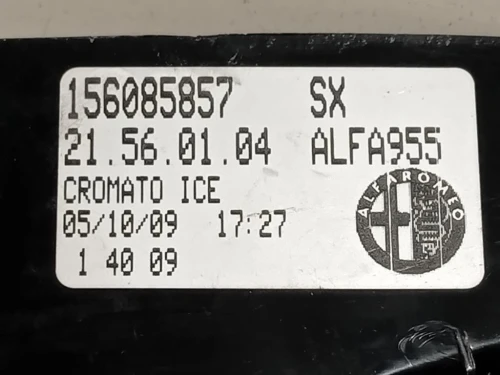 156085857 SX
21.56.01.04 ALFA955
CROMATO ICE
05/10/09 17:27
1 40 09
ALFA ROMEO